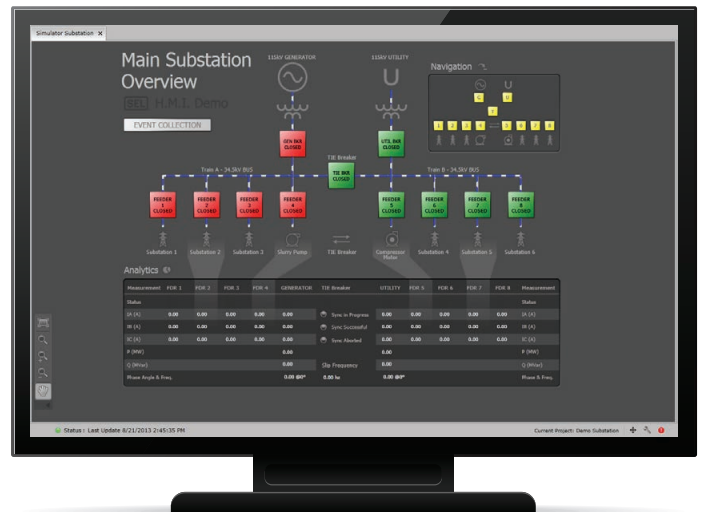 Simulator Substation X
Main Substation
Overview
SEL H.M.I. Demo
EVENT COLLECTION
115kV GENERATOR
115kV UTILITY
Navigation
G
U
T
1 2 3 4 5 6 7 8
GEN BKR
CLOSED
UTIL BKR
CLOSED
TIE Breaker
TIE BKR
CLOSED
Train A - 34.5kV BUS
Train B - 34.5kV BUS
FEEDER
1
CLOSED
FEEDER
2
CLOSED
FEEDER
3
CLOSED
FEEDER
4
CLOSED
FEEDER
5
CLOSED
FEEDER
6
CLOSED
FEEDER
7
CLOSED
FEEDER
8
CLOSED
Substation 1 Substation 2 Substation 3 Slurry Pump TIE Breaker Compressor Substation 4 Substation 5 Substation 6
Motor
Analytics
Measurement FDR 1 FDR 2 FDR 3 FDR 4 GENERATOR TIE Breaker UTILITY FDR 5 FDR 6 FDR 7 FDR 8 Measurement
Status Status
IA (A) 0.00 0.00 0.00 0.00 0.00 Sync in Progress 0.00 0.00 0.00 0.00 0.00 IA (A)
IB (A) 0.00 0.00 0.00 0.00 0.00 Sync Successful 0.00 0.00 0.00 0.00 0.00 IB (A)
IC (A) 0.00 0.00 0.00 0.00 0.00 Sync Aborted 0.00 0.00 0.00 0.00 0.00 IC (A)
P (MW) 0.00 0.00 P (MW)
Q (MVar) 0.00 Slip Frequency 0.00 Q (MVar)
Phase Angle & Freq. 0.00 @0° 0.00 hz 0.00 @0° Phase & Freq.
Status : Last Update 8/21/2013 2:45:35 PM
Current Project: Demo Substation